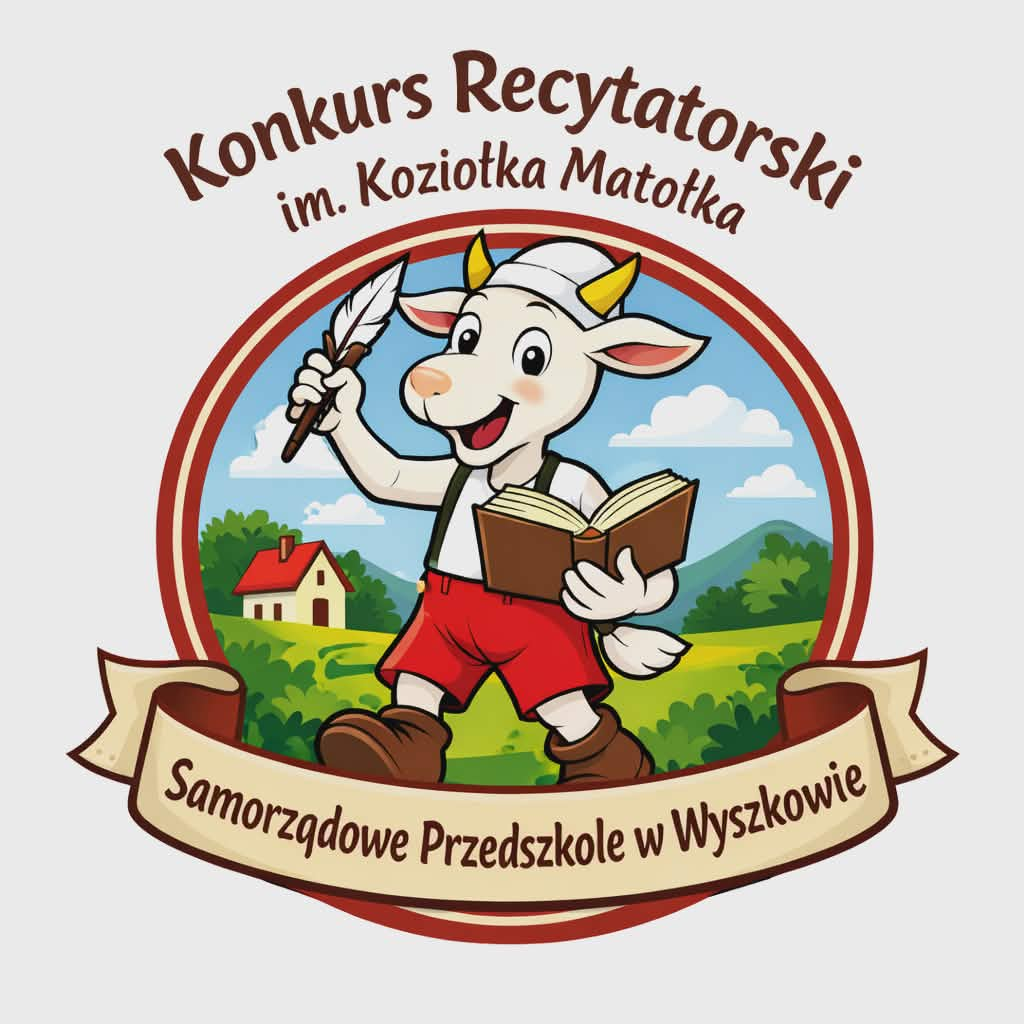 Konkurs Recytatorski
im. Koziołka Matołka
Samorządowe Przedszkole w Wyszkowie